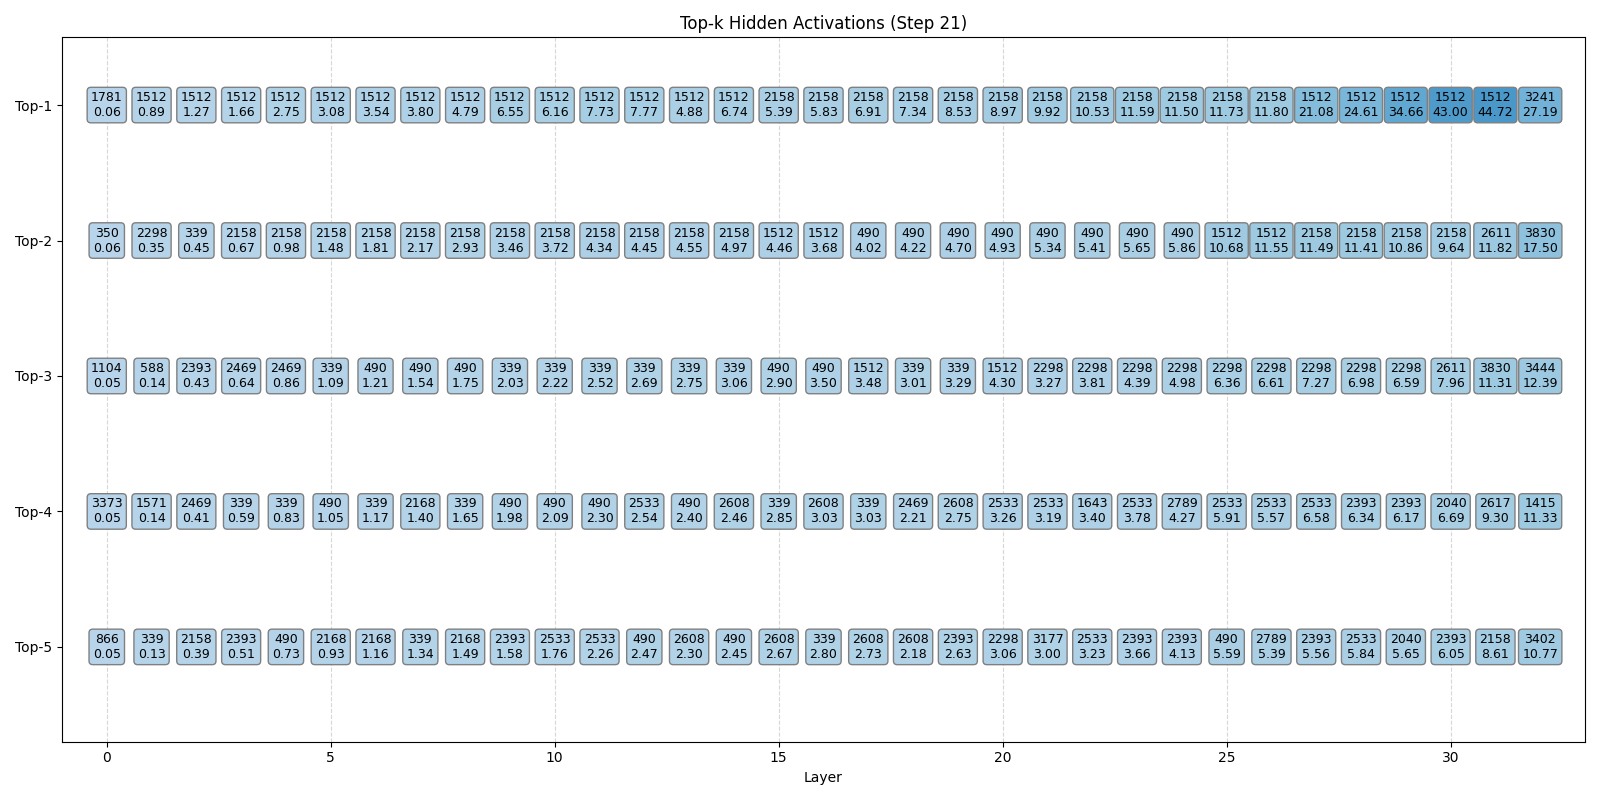 Top-k Hidden Activations (Step 21)
Top-1
1781 1512 1512 1512 1512 1512 1512 1512 1512 1512 1512 1512 1512 1512 1512 2158 2158 2158 2158 2158 2158 2158 2158 2158 2158 2158 2158 1512 1512 1512 1512 1512 3241
0.06 0.89 1.27 1.66 2.75 3.08 3.54 3.80 4.79 6.55 6.16 7.73 7.77 4.88 6.74 5.39 5.83 6.91 7.34 8.53 8.97 9.92 10.53 11.59 11.50 11.73 11.80 21.08 24.61 34.66 43.00 44.72 27.19
Top-2
350 2298 339 2158 2158 2158 2158 2158 2158 2158 2158 2158 2158 2158 2158 1512 1512 490 490 490 490 490 490 490 490 1512 1512 2158 2158 2158 2158 2611 3830
0.06 0.35 0.45 0.67 0.98 1.48 1.81 2.17 2.93 3.46 3.72 4.34 4.45 4.55 4.97 4.46 3.68 4.02 4.22 4.70 4.93 5.34 5.41 5.65 5.86 10.68 11.55 11.49 11.41 10.86 9.64 11.82 17.50
Top-3
1104 588 2393 2469 2469 339 490 490 490 339 339 339 339 339 339 490 490 1512 339 339 1512 2298 2298 2298 2298 2298 2298 2298 2298 2298 2611 3830 3444
0.05 0.14 0.43 0.64 0.86 1.09 1.21 1.54 1.75 2.03 2.22 2.52 2.69 2.75 3.06 2.90 3.50 3.48 3.01 3.29 4.30 3.27 3.81 4.39 4.98 6.36 6.61 7.27 6.98 6.59 7.96 11.31 12.39
Top-4
3373 1571 2469 339 339 490 339 2168 339 490 490 490 2533 490 2608 339 2608 339 2469 2608 2533 2533 1643 2533 2789 2533 2533 2533 2393 2393 2040 2617 1415
0.05 0.14 0.41 0.59 0.83 1.05 1.17 1.40 1.65 1.98 2.09 2.30 2.54 2.40 2.46 2.85 3.03 3.03 2.21 2.75 3.26 3.19 3.40 3.78 4.27 5.91 5.57 6.58 6.34 6.17 6.69 9.30 11.33
Top-5
866 339 2158 2393 490 2168 2168 339 2168 2393 2533 2533 490 2608 490 2608 339 2608 2608 2393 2298 3177 2533 2393 2393 490 2789 2393 2533 2040 2393 2158 3402
0.05 0.13 0.39 0.51 0.73 0.93 1.16 1.34 1.49 1.58 1.76 2.26 2.47 2.30 2.45 2.67 2.80 2.73 2.18 2.63 3.06 3.00 3.23 3.66 4.13 5.59 5.39 5.56 5.84 5.65 6.05 8.61 10.77
0 5 10 15 20 25 30
Layer